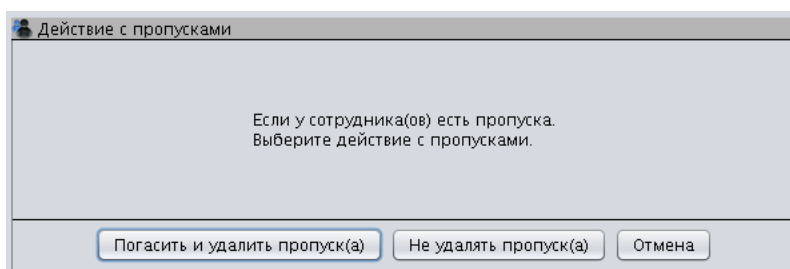 Действие с пропусками
Если у сотрудника(ов) есть пропуска.
Выберите действие с пропусками.
Погасить и удалить пропуск(а) Не удалять пропуск(а) Отмена